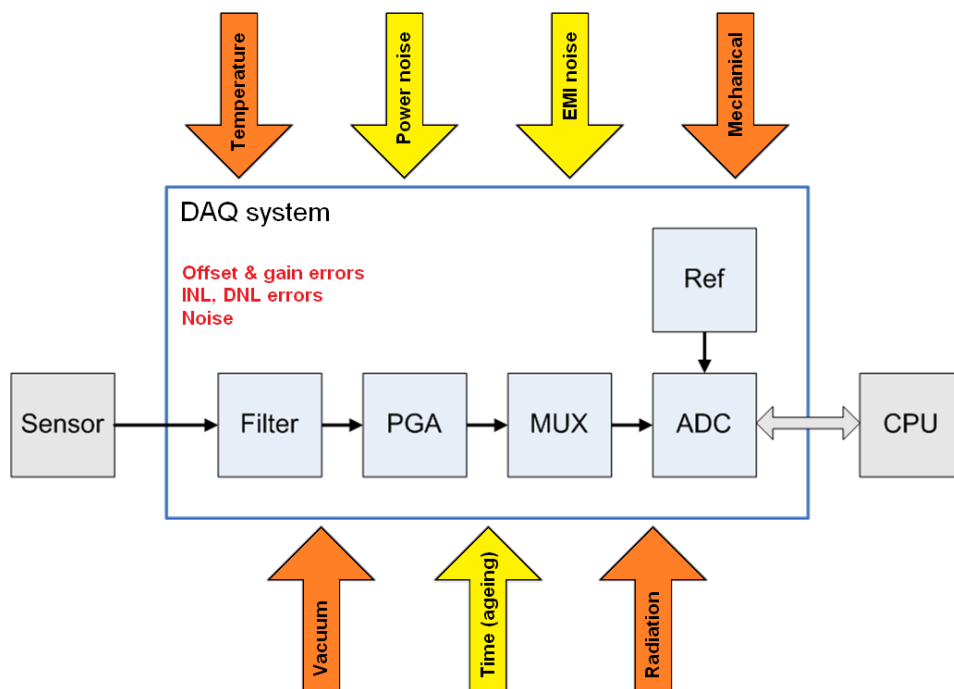 Temperature
Power noise
EMI noise
Mechanical
DAQ system
Offset & gain errors
INL, DNL errors
Noise
Ref
Sensor
Filter
PGA
MUX
ADC
CPU
Vacuum
Time (ageing)
Radiation